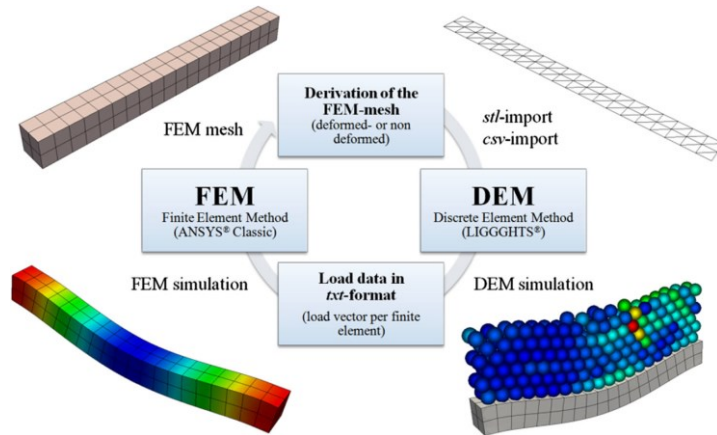 Derivation of the
FEM-mesh
(deformed- or non
deformed)
FEM mesh
stl-import
csv-import
FEM
Finite Element Method
(ANSYS® Classic)
DEM
Discrete Element Method
(LIGGGHTS®)
FEM simulation
Load data in
txt-format
(load vector per finite
element)
DEM simulation